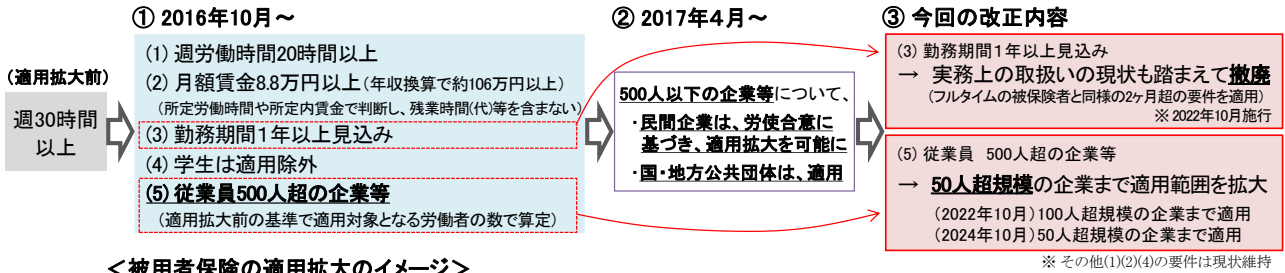 ① 2016年10月~
② 2017年4月~
③ 今回の改正内容
(適用拡大前)
週30時間
以上
(1) 週労働時間20時間以上
(2) 月額賃金8.8万円以上(年収換算で約106万円以上)
(所定労働時間や所定内賃金で判断し、残業時間(代)等を含まない)
(3) 勤務期間1年以上見込み
(4) 学生は適用除外
(5) 従業員500人超の企業等
(適用拡大前の基準で適用対象となる労働者の数で算定)
500人以下の企業等について、
・民間企業は、労使合意に
基づき、適用拡大を可能に
・国・地方公共団体は、適用
(3) 勤務期間1年以上見込み
→ 実務上の取扱いの現状も踏まえて撤廃
(フルタイムの被保険者と同様の2ヶ月超の要件を適用)
※ 2022年10月施行
(5) 従業員 500人超の企業等
→ 50人超規模の企業まで適用範囲を拡大
(2022年10月)100人超規模の企業まで適用
(2024年10月)50人超規模の企業まで適用
※ その他(1)(2)(4)の要件は現状維持
<被用者保険の適用拡大のイメージ>